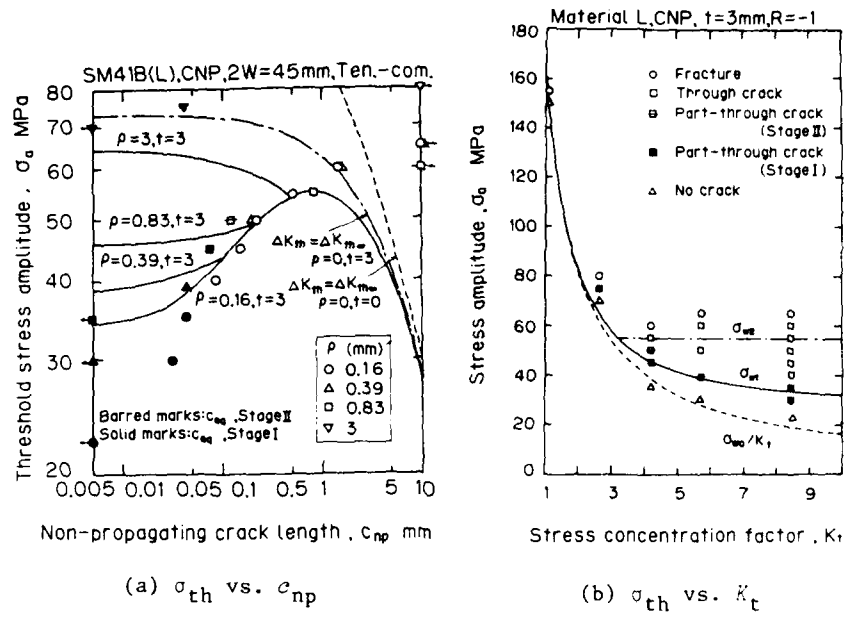 SM41B(L),CNP,2W=45mm,Ten.-com.
Threshold stress amplitude, σa MPa
80
70
60
50
40
30
20
ρ=3,t=3
ρ=0.83,t=3
ρ=0.39,t=3
ρ=0.16,t=3
ΔKm=ΔKm∞
ρ=0,t=3
ΔKm=ΔKm∞
ρ=0,t=0
ρ (mm)
○ 0.16
△ 0.39
□ 0.83
▽ 3
Barred marks:ceq,StageⅡ
Solid marks:ceq,StageⅠ
0.005 0.01 0.05 0.1 0.5 1 5 10
Non-propagating crack length, cnp mm
(a) σth vs. cnp
Material L,CNP, t=3mm,R=-1
Stress amplitude, σa MPa
180
160
140
120
100
80
60
40
20
0
○ Fracture
□ Through crack
Part-through crack
(StageⅡ)
■ Part-through crack
(StageⅠ)
△ No crack
σw2
σw1
σw0/Kt
1 3 5 7 9
Stress concentration factor, Kt
(b) σth vs. Kt